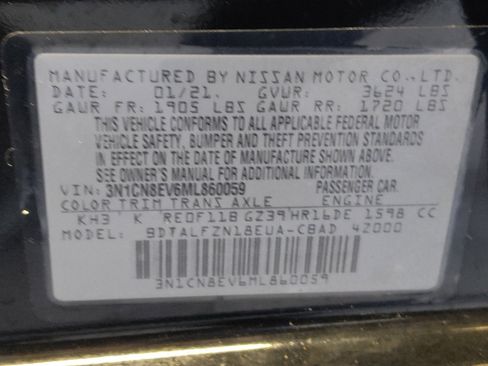 MANUFACTURED BY NISSAN MOTOR CO., LTD.
DATE: 01/21. GVWR: 3624 LBS
GAWR FR: 1905 LBS GAWR RR: 1720 LBS
THIS VEHICLE CONFORMS TO ALL APPLICABLE FEDERAL MOTOR
VEHICLE SAFETY, BUMPER AND THEFT PREVENTION STANDARDS
IN EFFECT ON THE DATE OF MANUFACTURE SHOWN ABOVE.
SEE OWNER'S MANUAL FOR ADDITIONAL INFORMATION.
VIN: 3N1CN8EV6ML860059 PASSENGER CAR
COLOR TRIM TRANS AXLE ENGINE
KH3 K RE0F11B GZ39 HR16DE 1598 CC
MODEL: BDTALFZN18EUA-CBAD 42000
3N1CN8EV6ML860059